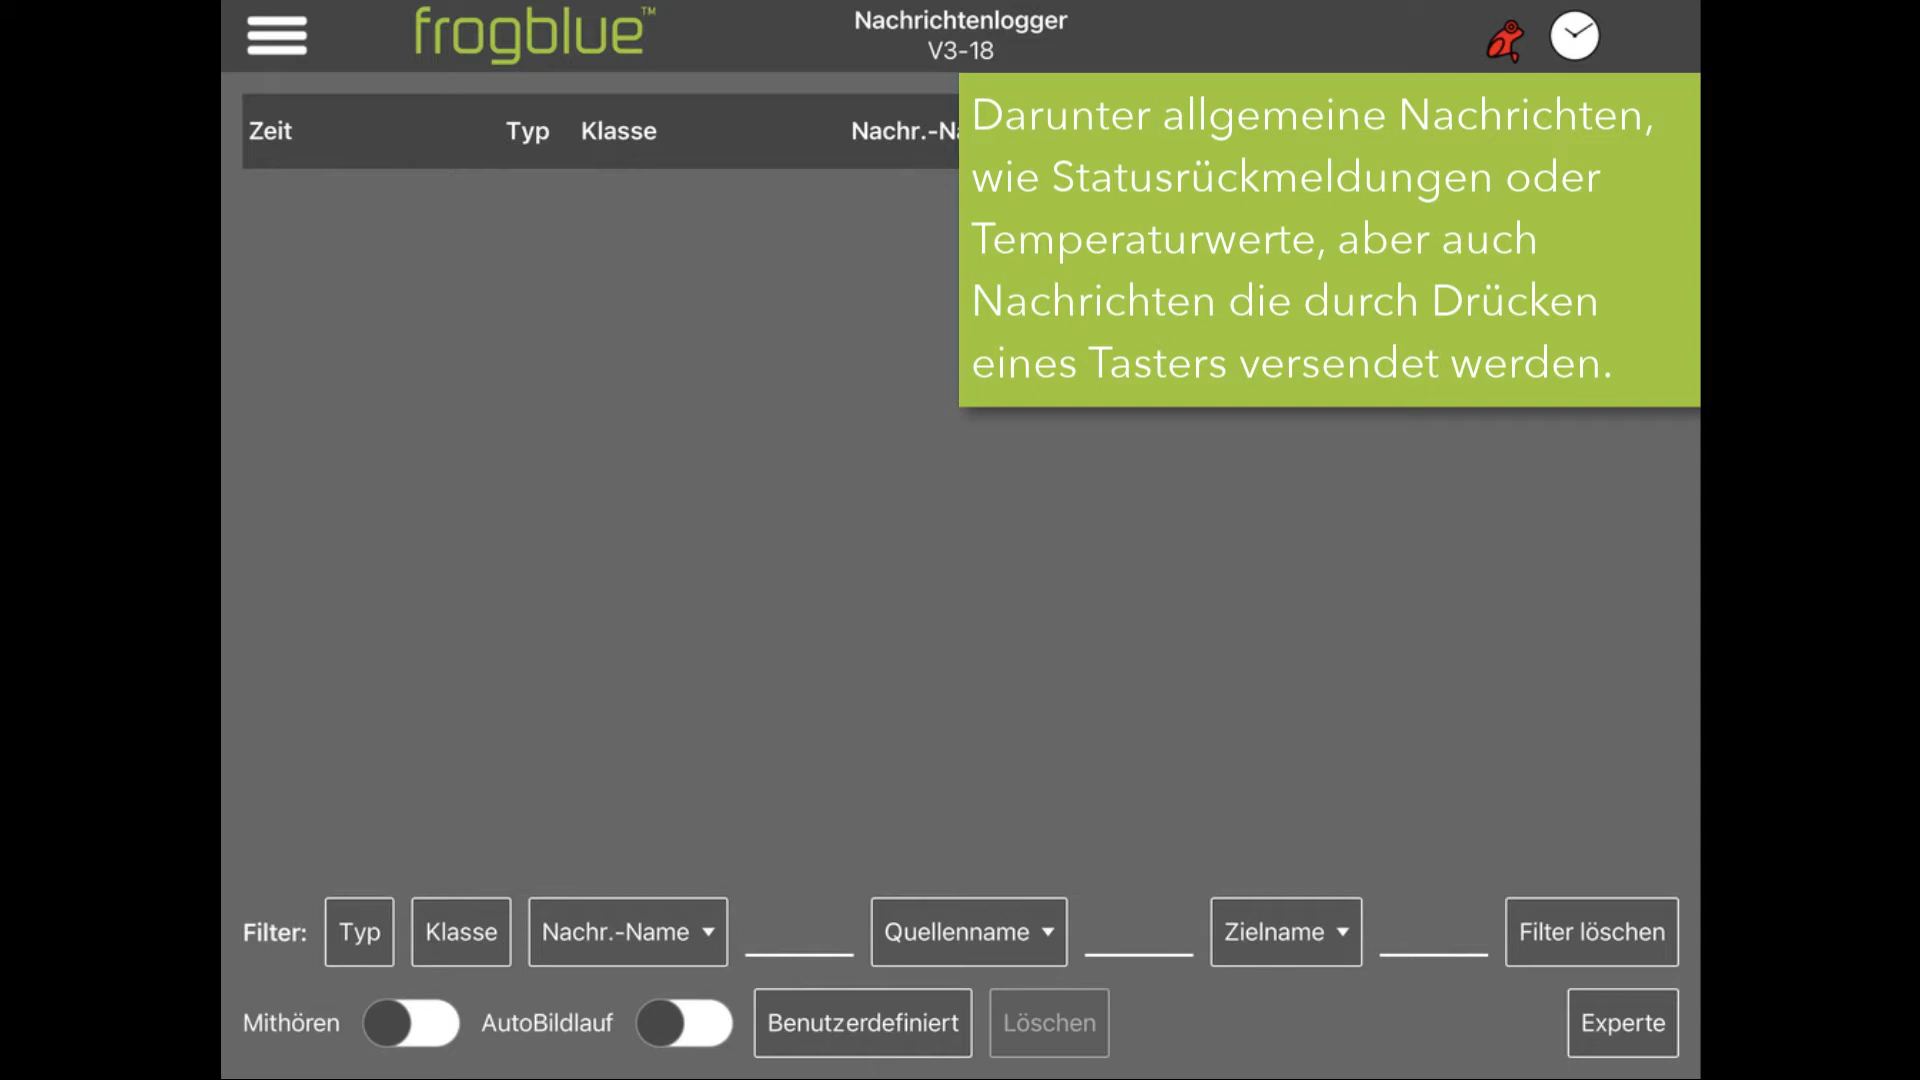 frogblue™
Nachrichtenlogger
V3-18
Zeit
Typ
Klasse
Nachr.-Na
Darunter allgemeine Nachrichten,
wie Statusrückmeldungen oder
Temperaturwerte, aber auch
Nachrichten die durch Drücken
eines Tasters versendet werden.
Filter:
Typ
Klasse
Nachr.-Name
Quellenname
Zielname
Filter löschen
Mithören
AutoBildlauf
Benutzerdefiniert
Löschen
Experte